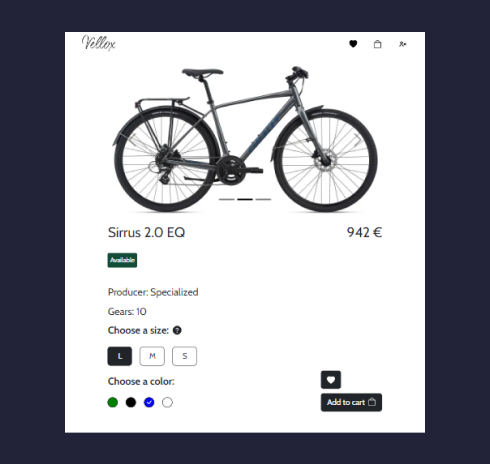 Vellox
Sirrus 2.0 EQ
942 €
Available
Producer: Specialized
Gears: 10
Choose a size: ?
L M S
Choose a color:
Add to cart